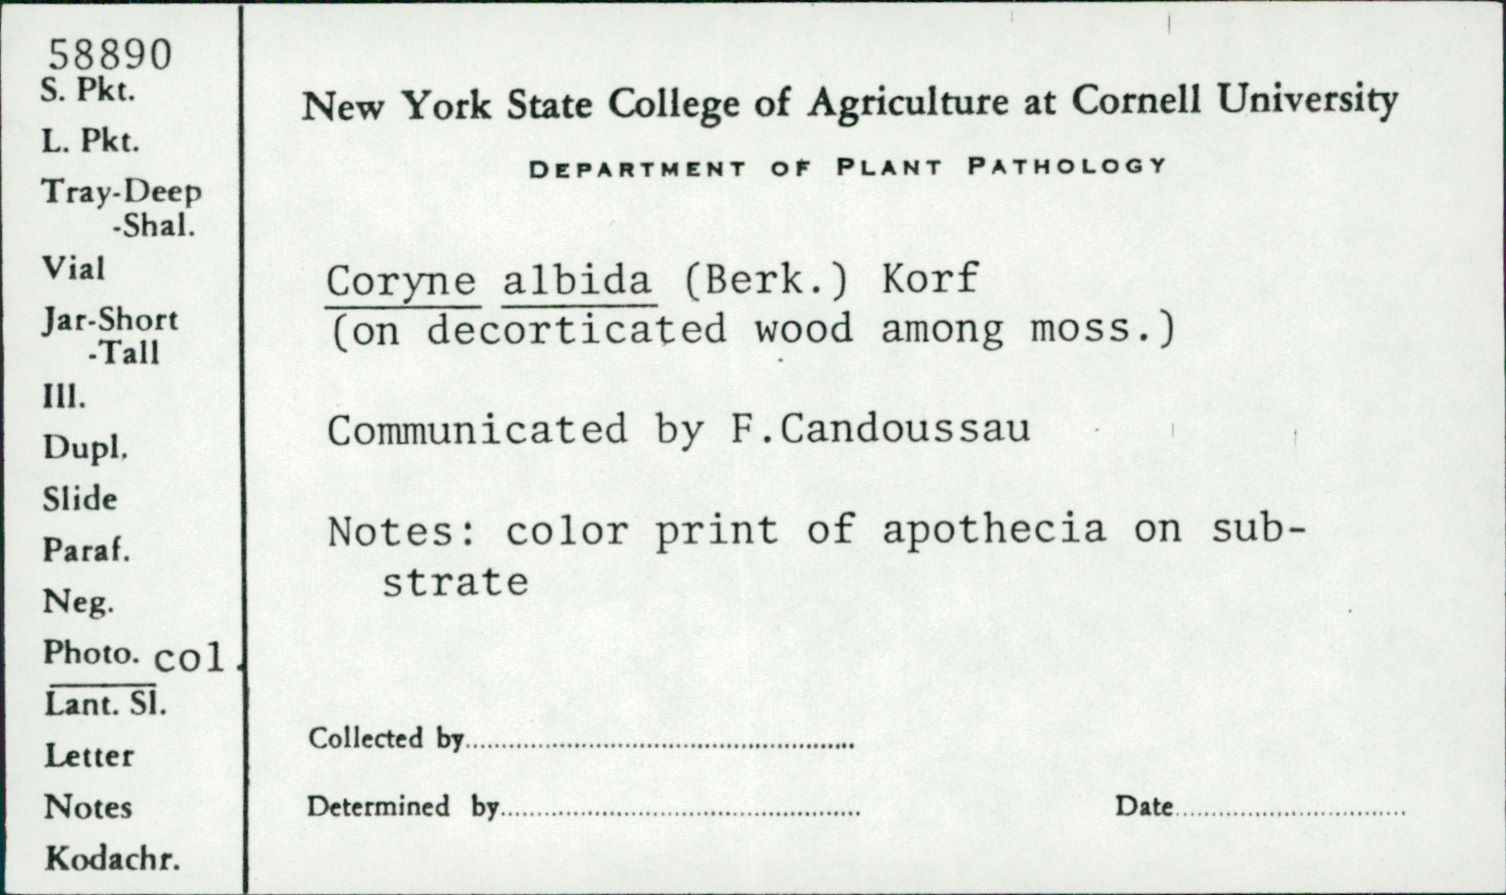 58890
S. Pkt.
L. Pkt.
Tray-Deep
-Shal.
Vial
Jar-Short
-Tall
Ill.
Dupl.
Slide
Paraf.
Neg.
Photo. col.
Lant. Sl.
Letter
Notes
Kodachr.
New York State College of Agriculture at Cornell University
DEPARTMENT OF PLANT PATHOLOGY
Coryne albida (Berk.) Korf
(on decorticated wood among moss.)
Communicated by F.Candoussau
Notes: color print of apothecia on sub-
strate
Collected by
Determined by
Date